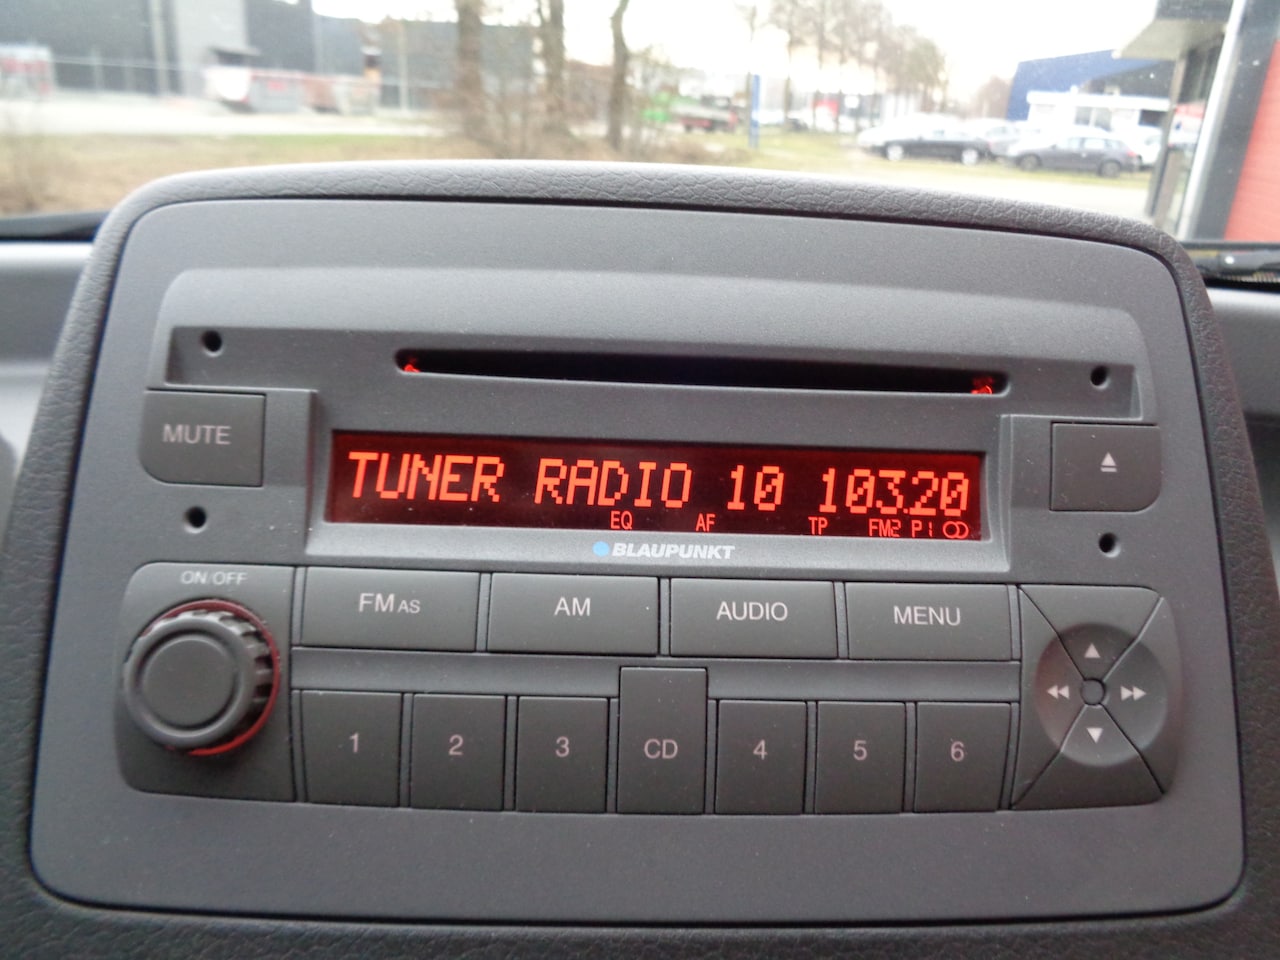 MUTE
TUNER RADIO 10 103.20
EQ AF TP FM2 P1
BLAUPUNKT
ON/OFF
FM AS AM AUDIO MENU
1 2 3 CD 4 5 6